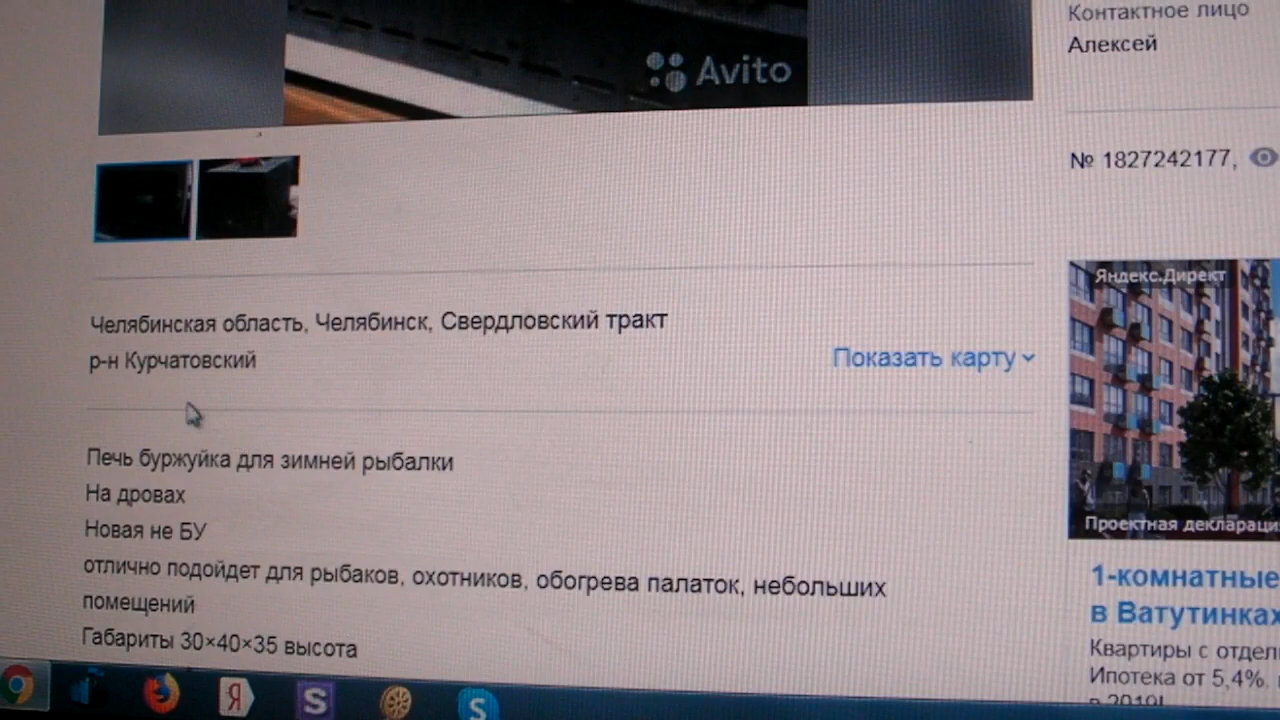 Avito
Контактное лицо
Алексей
№ 1827242177,
Челябинская область, Челябинск, Свердловский тракт
р-н Курчатовский
Показать карту
Печь буржуйка для зимней рыбалки
На дровах
Новая не БУ
отлично подойдет для рыбаков, охотников, обогрева палаток, небольших
помещений
Габариты 30×40×35 высота
Яндекс.Директ
Проектная деклараци
1-комнатные
в Ватутинках
Квартиры с отдел
Ипотека от 5,4%.
в 2019!
Я
S
S